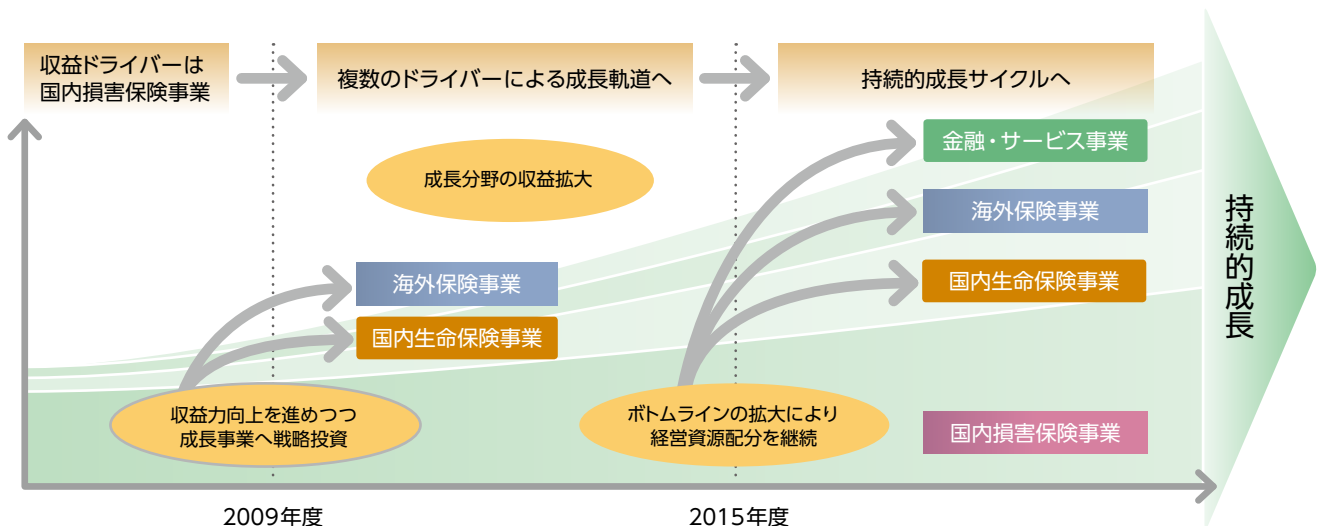 収益ドライバーは
国内損害保険事業
複数のドライバーによる成長軌道へ
持続的成長サイクルへ
成長分野の収益拡大
金融・サービス事業
海外保険事業
国内生命保険事業
海外保険事業
国内生命保険事業
収益力向上を進めつつ
成長事業へ戦略投資
ボトムラインの拡大により
経営資源配分を継続
国内損害保険事業
持続的成長
2009年度
2015年度